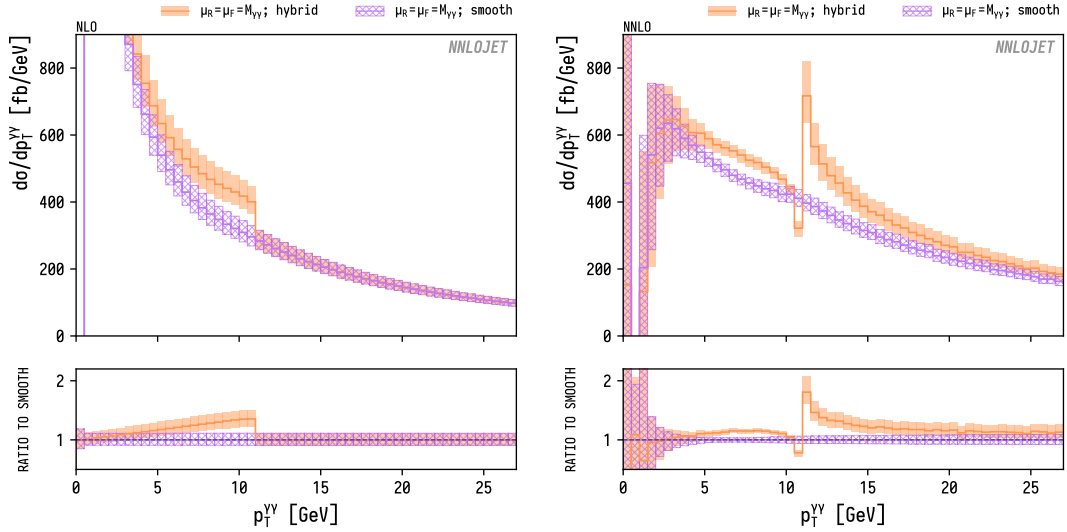 μR=μF=Mγγ; hybrid μR=μF=Mγγ; smooth
NLO
NNLOJET
dσ/dpTγγ [fb/GeV]
800
600
400
200
0
RATIO TO SMOOTH
2
1
0 5 10 15 20 25
pTγγ [GeV]
μR=μF=Mγγ; hybrid μR=μF=Mγγ; smooth
NNLO
NNLOJET
dσ/dpTγγ [fb/GeV]
800
600
400
200
0
RATIO TO SMOOTH
2
1
0 5 10 15 20 25
pTγγ [GeV]